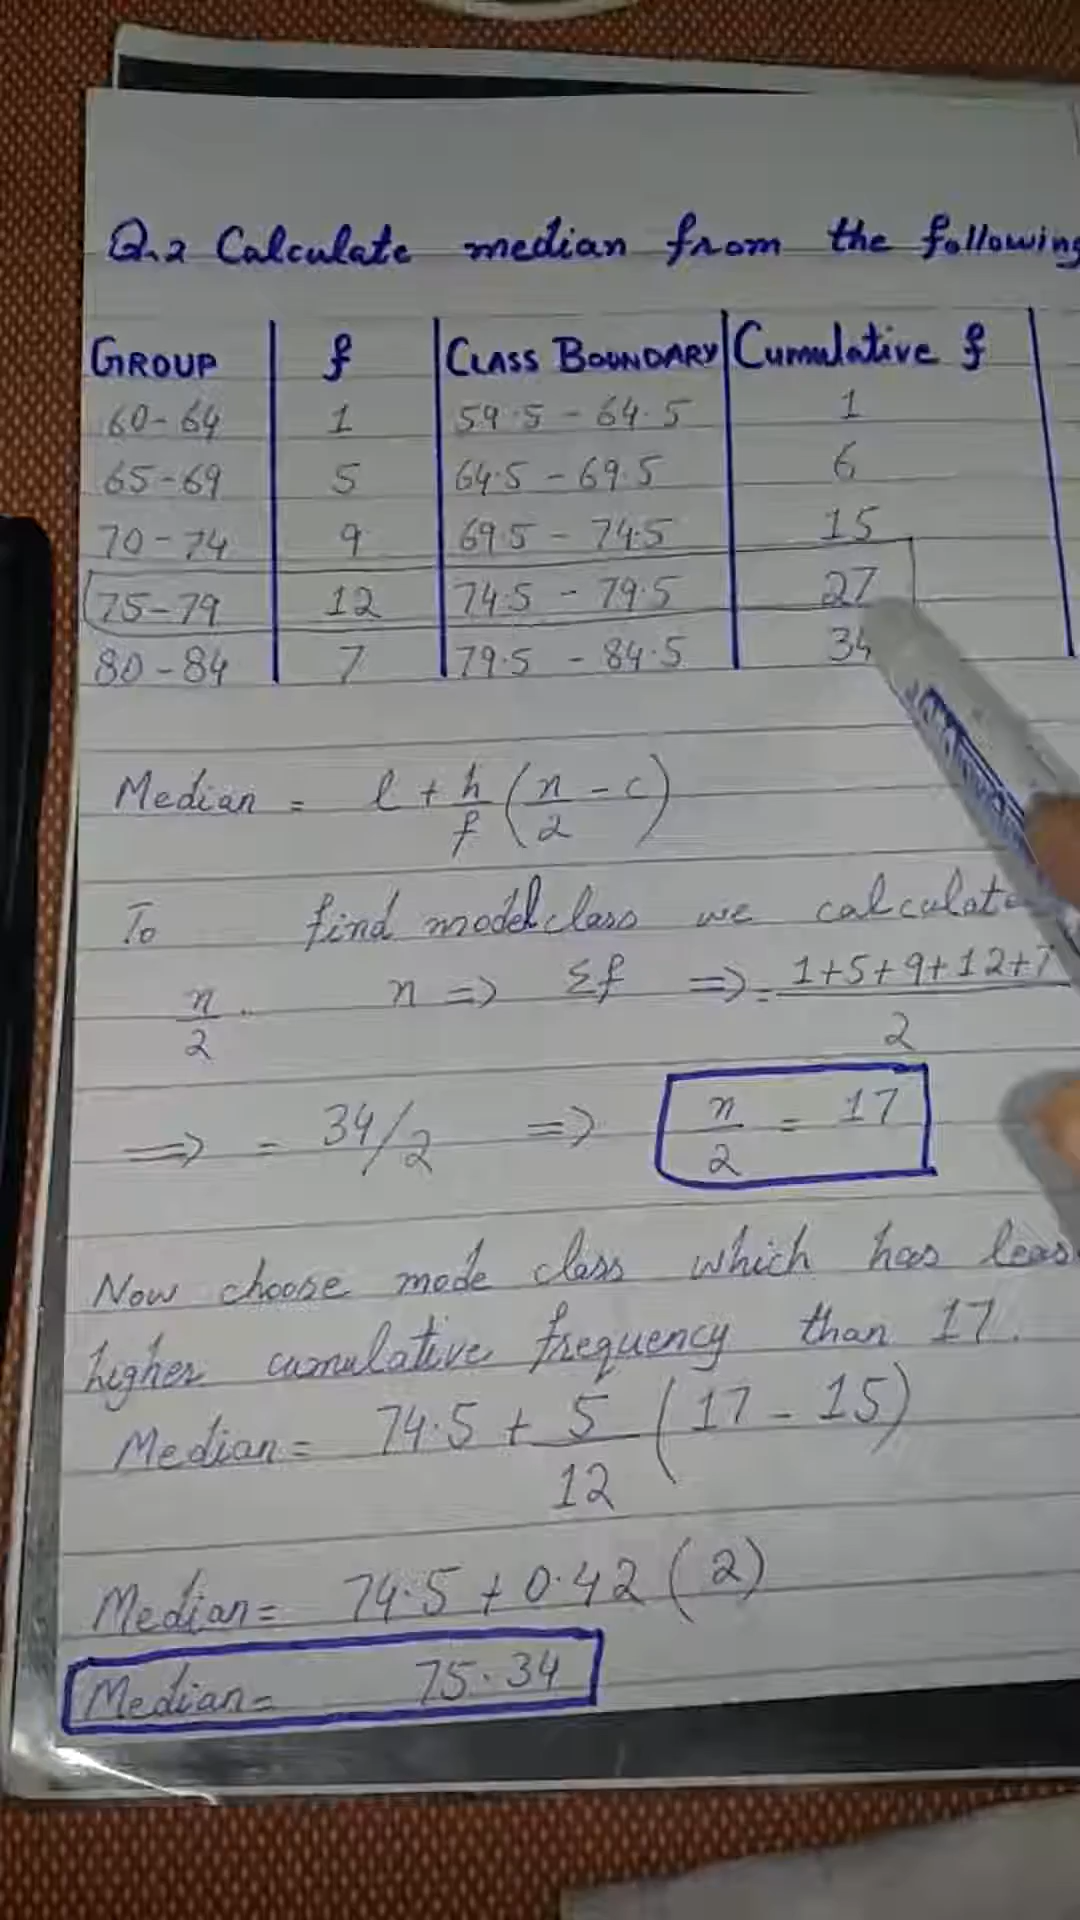 Q.2 Calculate median from the following
GROUP f CLASS BOUNDARY Cumulative f
60-64 1 59.5 - 64.5 1
65-69 5 64.5 - 69.5 6
70-74 9 69.5 - 74.5 15
75-79 12 74.5 - 79.5 27
80-84 7 79.5 - 84.5 34
Median = l + h/f (n/2 - c)
To find model class we calculate
n/2 .. n => Σf => = 1+5+9+12+7 / 2
=> = 34/2 => n/2 = 17
Now choose mode class which has
higher cumulative frequency than 17.
Median = 74.5 + 5/12 (17 - 15)
Median = 74.5 + 0.42 (2)
Median = 75.34